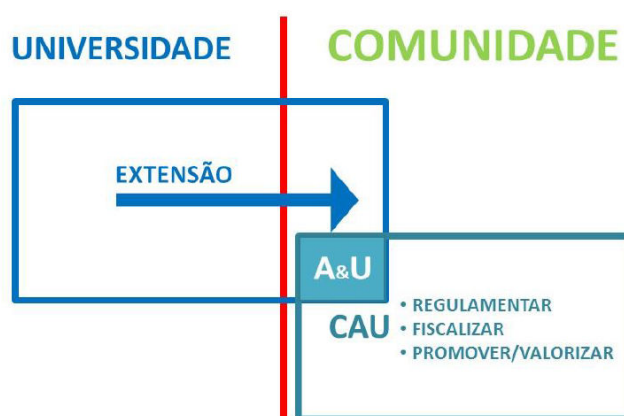 UNIVERSIDADE
COMUNIDADE
EXTENSÃO
A&U
CAU
• REGULAMENTAR
• FISCALIZAR
• PROMOVER/VALORIZAR